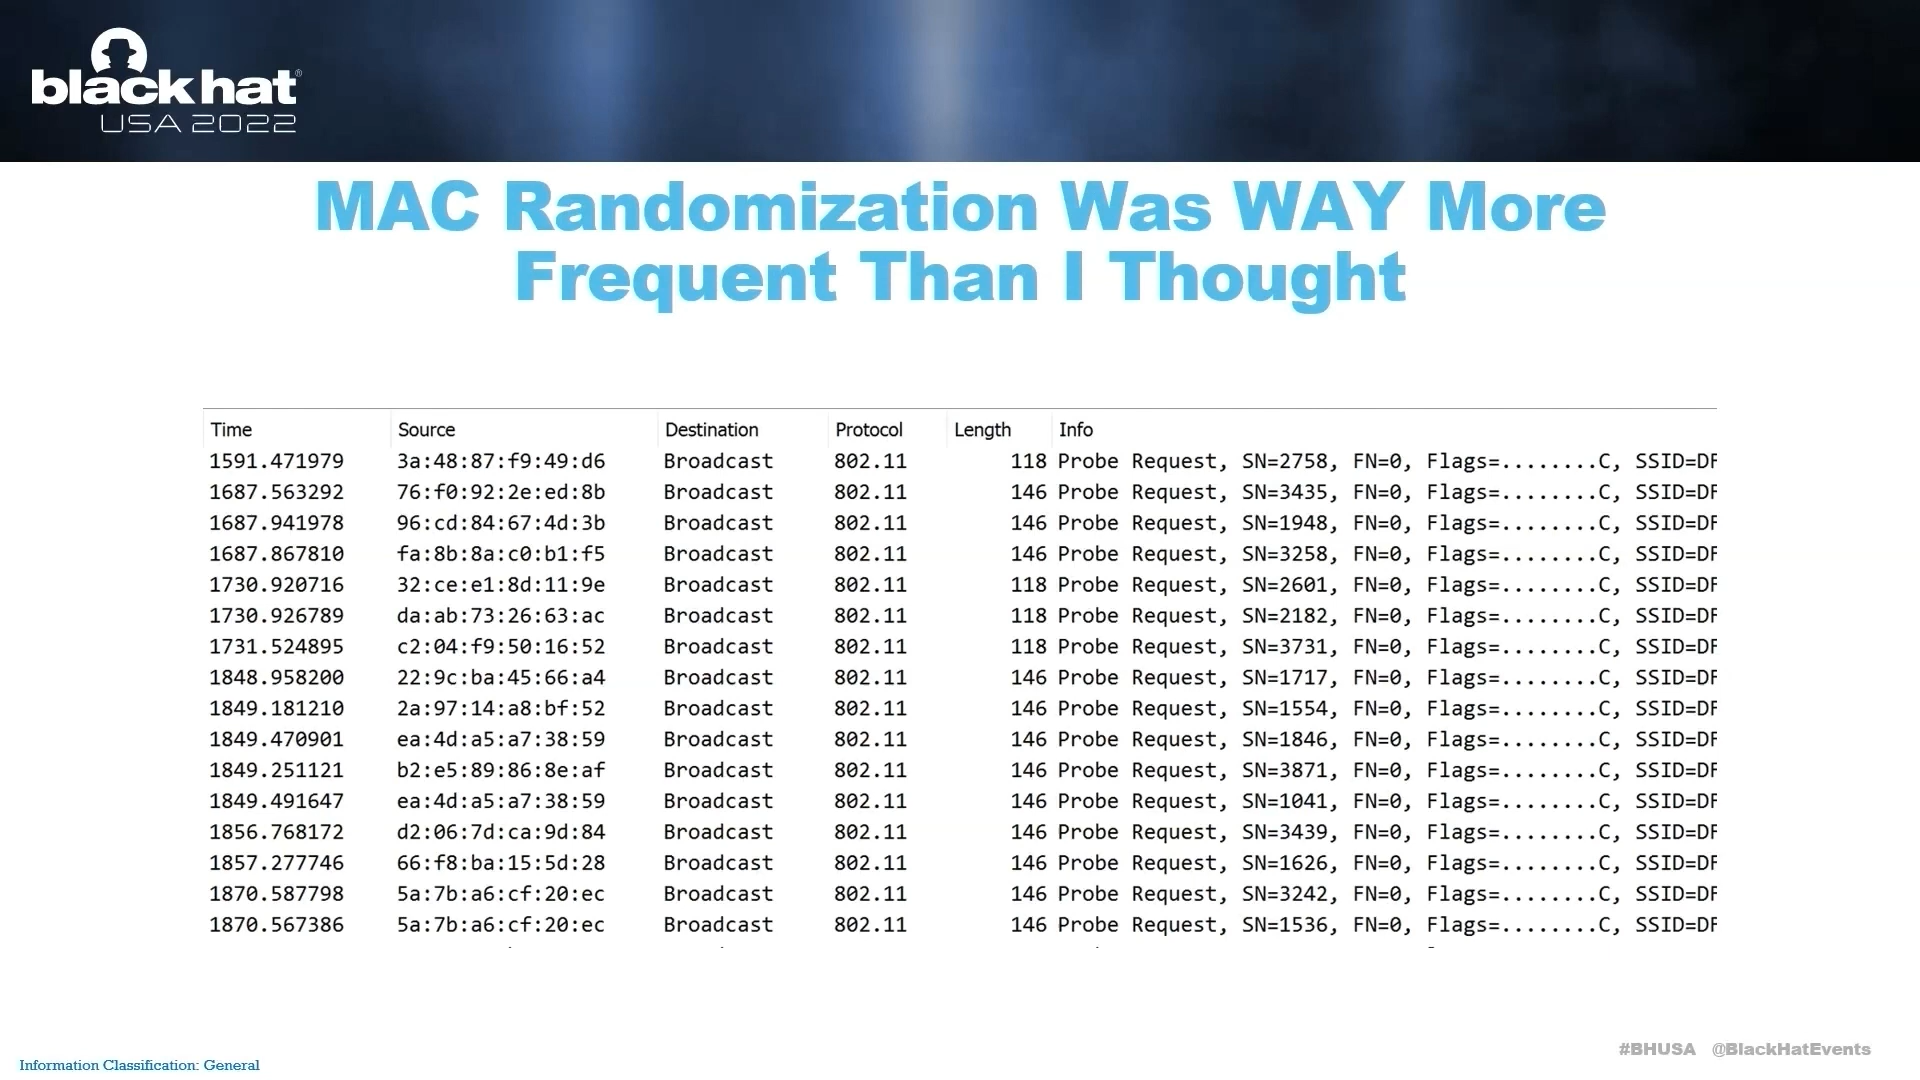 black hat®
USA 2022
MAC Randomization Was WAY More
Frequent Than I Thought
Time Source Destination Protocol Length Info
1591.471979 3a:48:87:f9:49:d6 Broadcast 802.11 118 Probe Request, SN=2758, FN=0, Flags=........C, SSID=DF
1687.563292 76:f0:92:2e:ed:8b Broadcast 802.11 146 Probe Request, SN=3435, FN=0, Flags=........C, SSID=DF
1687.941978 96:cd:84:67:4d:3b Broadcast 802.11 146 Probe Request, SN=1948, FN=0, Flags=........C, SSID=DF
1687.867810 fa:8b:8a:c0:b1:f5 Broadcast 802.11 146 Probe Request, SN=3258, FN=0, Flags=........C, SSID=DF
1730.920716 32:ce:e1:8d:11:9e Broadcast 802.11 118 Probe Request, SN=2601, FN=0, Flags=........C, SSID=DF
1730.926789 da:ab:73:26:63:ac Broadcast 802.11 118 Probe Request, SN=2182, FN=0, Flags=........C, SSID=DF
1731.524895 c2:04:f9:50:16:52 Broadcast 802.11 118 Probe Request, SN=3731, FN=0, Flags=........C, SSID=DF
1848.958200 22:9c:ba:45:66:a4 Broadcast 802.11 146 Probe Request, SN=1717, FN=0, Flags=........C, SSID=DF
1849.181210 2a:97:14:a8:bf:52 Broadcast 802.11 146 Probe Request, SN=1554, FN=0, Flags=........C, SSID=DF
1849.470901 ea:4d:a5:a7:38:59 Broadcast 802.11 146 Probe Request, SN=1846, FN=0, Flags=........C, SSID=DF
1849.251121 b2:e5:89:86:8e:af Broadcast 802.11 146 Probe Request, SN=3871, FN=0, Flags=........C, SSID=DF
1849.491647 ea:4d:a5:a7:38:59 Broadcast 802.11 146 Probe Request, SN=1041, FN=0, Flags=........C, SSID=DF
1856.768172 d2:06:7d:ca:9d:84 Broadcast 802.11 146 Probe Request, SN=3439, FN=0, Flags=........C, SSID=DF
1857.277746 66:f8:ba:15:5d:28 Broadcast 802.11 146 Probe Request, SN=1626, FN=0, Flags=........C, SSID=DF
1870.587798 5a:7b:a6:cf:20:ec Broadcast 802.11 146 Probe Request, SN=3242, FN=0, Flags=........C, SSID=DF
1870.567386 5a:7b:a6:cf:20:ec Broadcast 802.11 146 Probe Request, SN=1536, FN=0, Flags=........C, SSID=DF
#BHUSA @BlackHatEvents
Information Classification: General